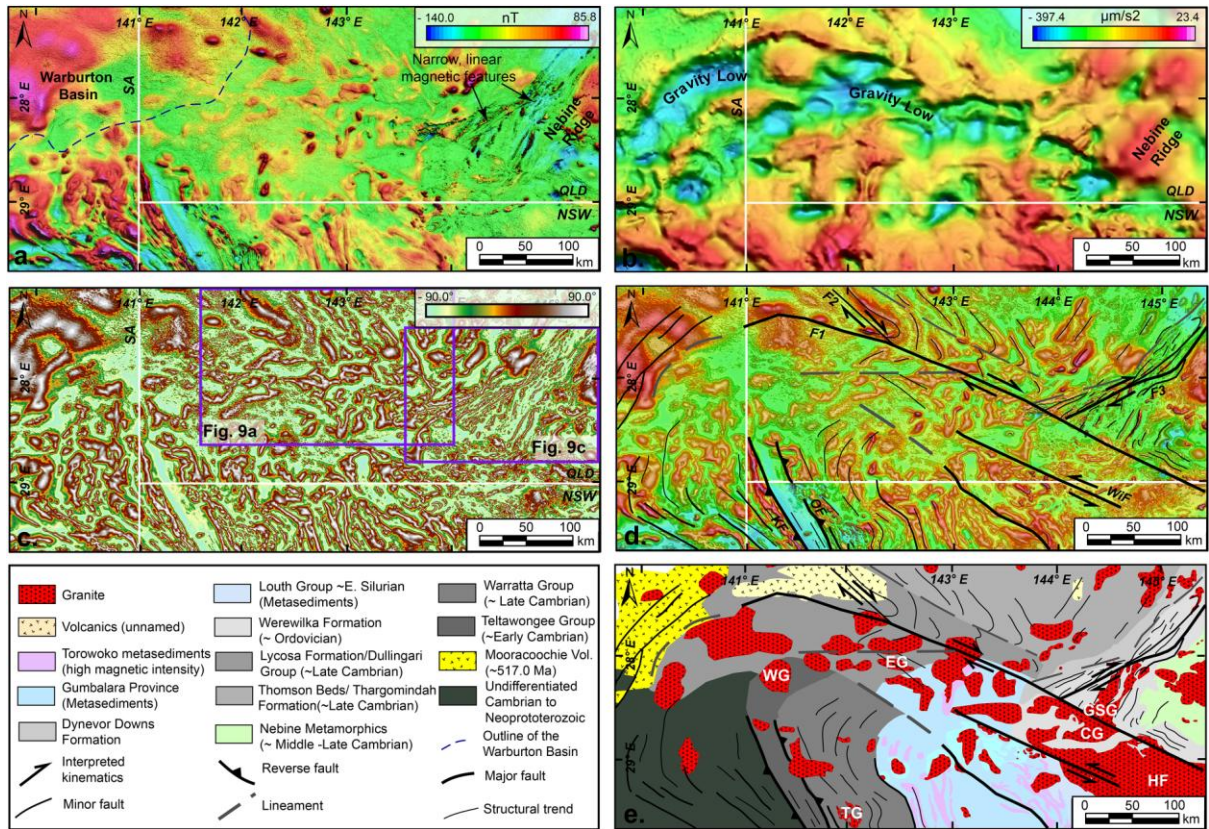 141° E
142° E
143° E
- 140.0
nT
85.8
Narrow, linear
magnetic features
Warburton
Basin
SA
28° E
Nebine
Ridge
29° E
QLD
NSW
0 50 100
km
a
- 397.4
µm/s2
23.4
Gravity Low
Gravity Low
SA
28° E
Nebine
Ridge
29° E
QLD
NSW
0 50 100
km
b.
141° E
142° E
143° E
- 90.0°
90.0°
SA
28° E
29° E
Fig. 9a
Fig. 9c
QLD
NSW
0 50 100
km
c.
141° E
142° E
143° E
144° E
145° E
F2
F1
F3
28° E
29° E
QLD
NSW
WiF
KF
OF
0 50 100
km
d.
Granite
Volcanics (unnamed)
Torowoko metasediments
(high magnetic intensity)
Gumbalara Province
(Metasediments)
Dynevor Downs
Formation
Louth Group ~E. Silurian
(Metasediments)
Werewilka Formation
(~ Ordovician)
Lycosa Formation/Dullingari
Group (~Late Cambrian)
Thomson Beds/ Thargomindah
Formation(~Late Cambrian)
Nebine Metamorphics
(~ Middle -Late Cambrian)
Warratta Group
(~ Late Cambrian)
Teltawongee Group
(~Early Cambrian)
Mooracoochie Vol.
(~517.0 Ma)
Undifferentiated
Cambrian to
Neoprototerozoic
Outline of the
Warburton Basin
Interpreted
kinematics
Reverse fault
Major fault
Minor fault
Lineament
Structural trend
141° E
143° E
144° E
145° E
28° E
29° E
WG
EG
GSG
CG
HF
TG
0 50 100
km
e.